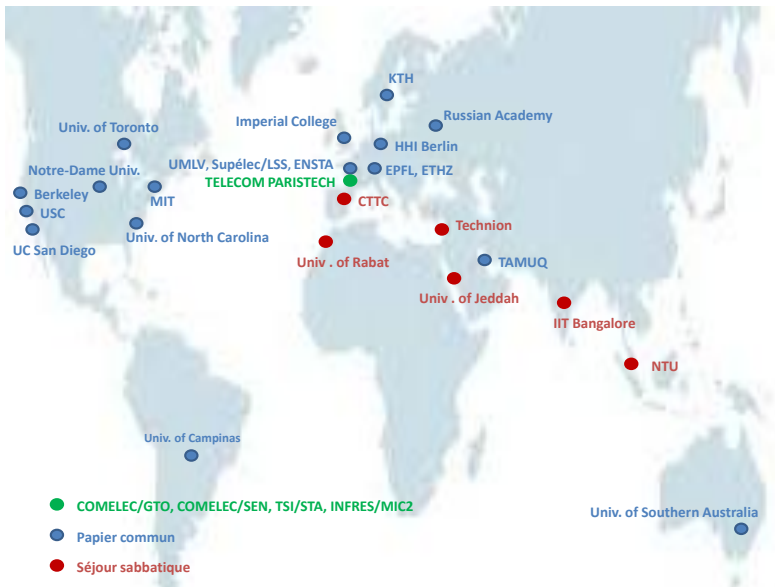 KTH
Russian Academy
Imperial College
Univ. of Toronto
HHI Berlin
UMLV, Supélec/LSS, ENSTA
EPFL, ETHZ
Notre-Dame Univ.
TELECOM PARISTECH
Berkeley
MIT
CTTC
USC
Technion
UC San Diego
Univ. of North Carolina
Univ . of Rabat
TAMUQ
Univ . of Jeddah
IIT Bangalore
NTU
Univ. of Campinas
COMELEC/GTO, COMELEC/SEN, TSI/STA, INFRES/MIC2
Univ. of Southern Australia
Papier commun
Séjour sabbatique